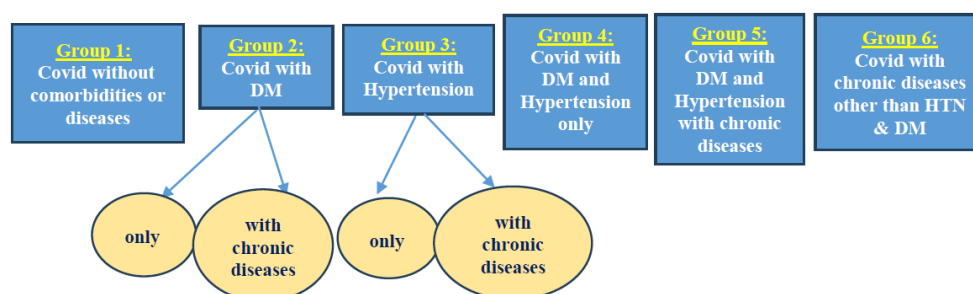 Group 1:
Covid without
comorbidities or
diseases
Group 2:
Covid with
DM
Group 3:
Covid with
Hypertension
Group 4:
Covid with
DM and
Hypertension
only
Group 5:
Covid with
DM and
Hypertension
with chronic
diseases
Group 6:
Covid with
chronic diseases
other than HTN
& DM
only
with
chronic
diseases
only
with
chronic
diseases